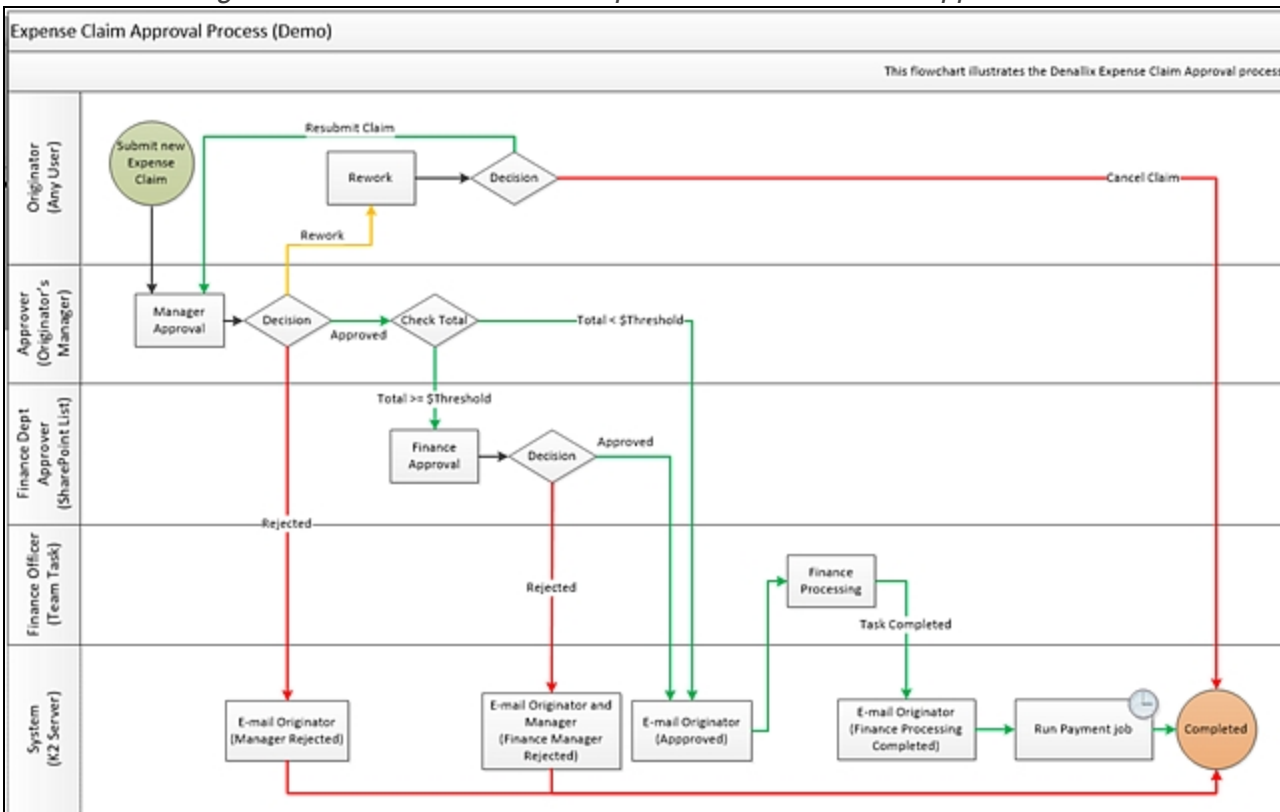 Expense Claim Approval Process (Demo)
This flowchart illustrates the Denallix Expense Claim Approval process
Originator
(Any User)
Submit new
Expense
Claim
Resubmit Claim
Rework
Decision
Cancel Claim
Rework
Approver
(Originator's
Manager)
Manager
Approval
Decision
Approved
Check Total
Total < $Threshold
Total >= $Threshold
Finance Dept
Approver
(SharePoint List)
Finance
Approval
Decision
Approved
Rejected
Finance Officer
(Team Task)
Rejected
Finance
Processing
Task Completed
System
(K2 Server)
E-mail Originator
(Manager Rejected)
E-mail Originator and
Manager
(Finance Manager
Rejected)
E-mail Originator
(Appproved)
E-mail Originator
(Finance Processing
Completed)
Run Payment job
Completed